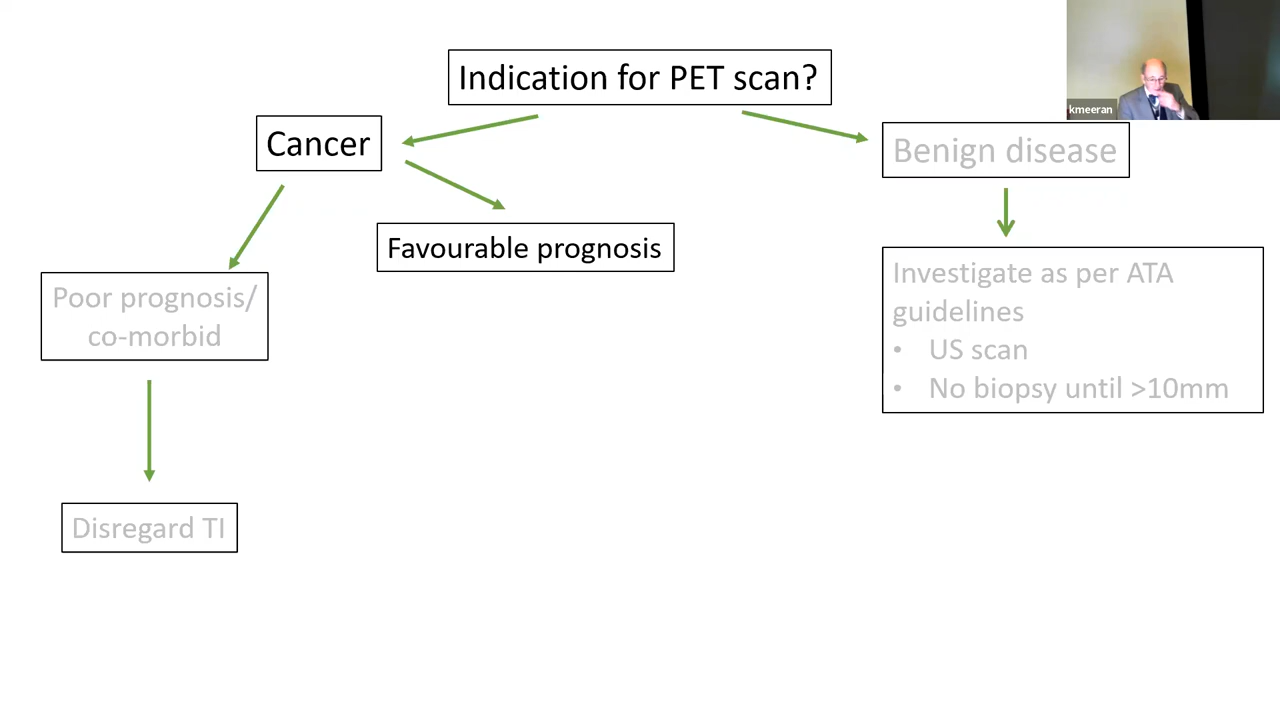 Indication for PET scan?
kmeeran
Cancer
Benign disease
Favourable prognosis
Poor prognosis/
co-morbid
Investigate as per ATA
guidelines
• US scan
• No biopsy until >10mm
Disregard TI